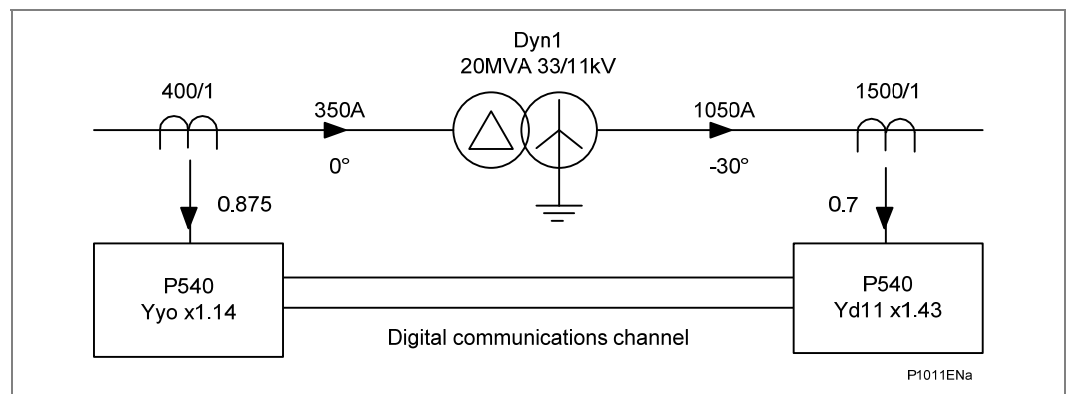 Dyn1
20MVA 33/11kV
400/1
350A
1050A
1500/1
0°
-30°
0.875
0.7
P540
Yyo x1.14
P540
Yd11 x1.43
Digital communications channel
P1011ENa